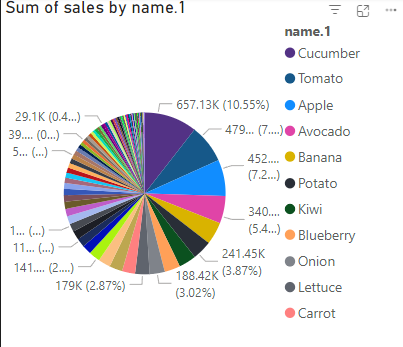 Sum of sales by name.1
name.1
Cucumber
Tomato
Apple
Avocado
Banana
Potato
Kiwi
Blueberry
Onion
Lettuce
Carrot
657.13K (10.55%)
479... (7....)
452....
(7.2...)
340....
(5.4...)
241.45K
(3.87%)
188.42K
(3.02%)
179K (2.87%)
141.... (2....)
11... (...)
1... (...)
5... (...)
39.... (0...)
29.1K (0.4...)